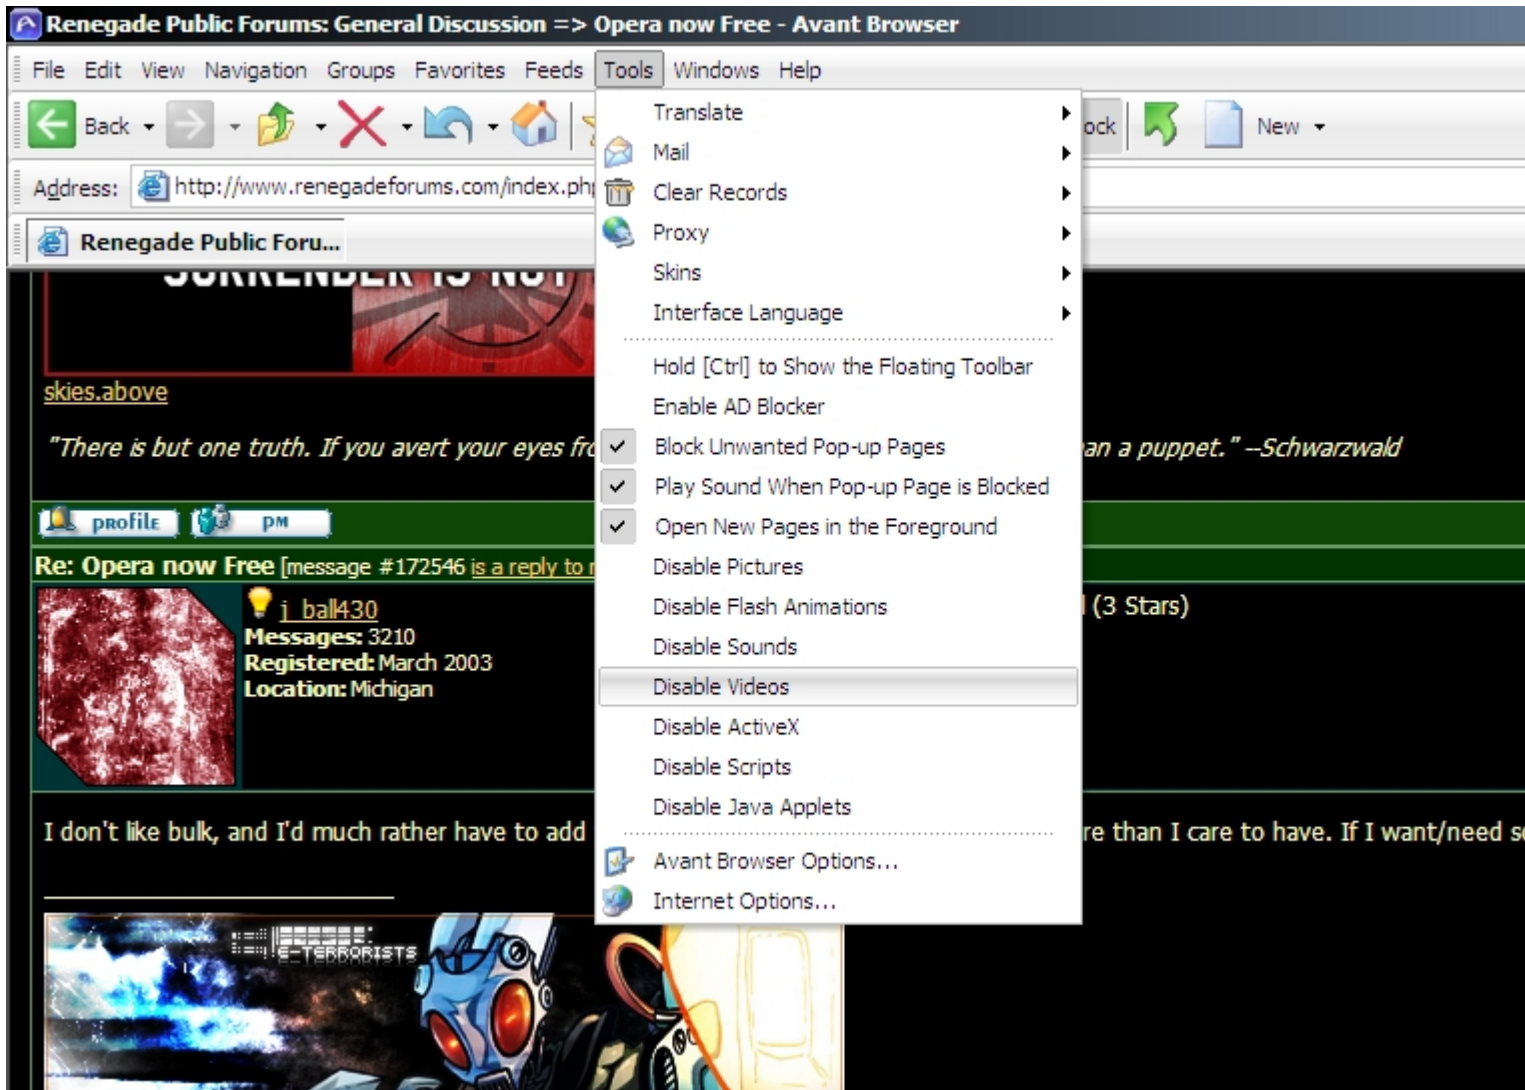 Renegade Public Forums: General Discussion => Opera now Free - Avant Browser
File Edit View Navigation Groups Favorites Feeds Tools Windows Help
Back New
Address: http://www.renegadeforums.com/index.php
Renegade Public Foru...
Translate
Mail
Clear Records
Proxy
Skins
Interface Language
Hold [Ctrl] to Show the Floating Toolbar
Enable AD Blocker
Block Unwanted Pop-up Pages
Play Sound When Pop-up Page is Blocked
Open New Pages in the Foreground
Disable Pictures
Disable Flash Animations
Disable Sounds
Disable Videos
Disable ActiveX
Disable Scripts
Disable Java Applets
Avant Browser Options...
Internet Options...
SURRENDER IS NOT
skies.above
"There is but one truth. If you avert your eyes an a puppet." --Schwarzwald
profile PM
Re: Opera now Free [message #172546 is a reply to
j_ball430 (3 Stars)
Messages: 3210
Registered: March 2003
Location: Michigan
I don't like bulk, and I'd much rather have to add than I care to have. If I want/need
E-TERRORISTS